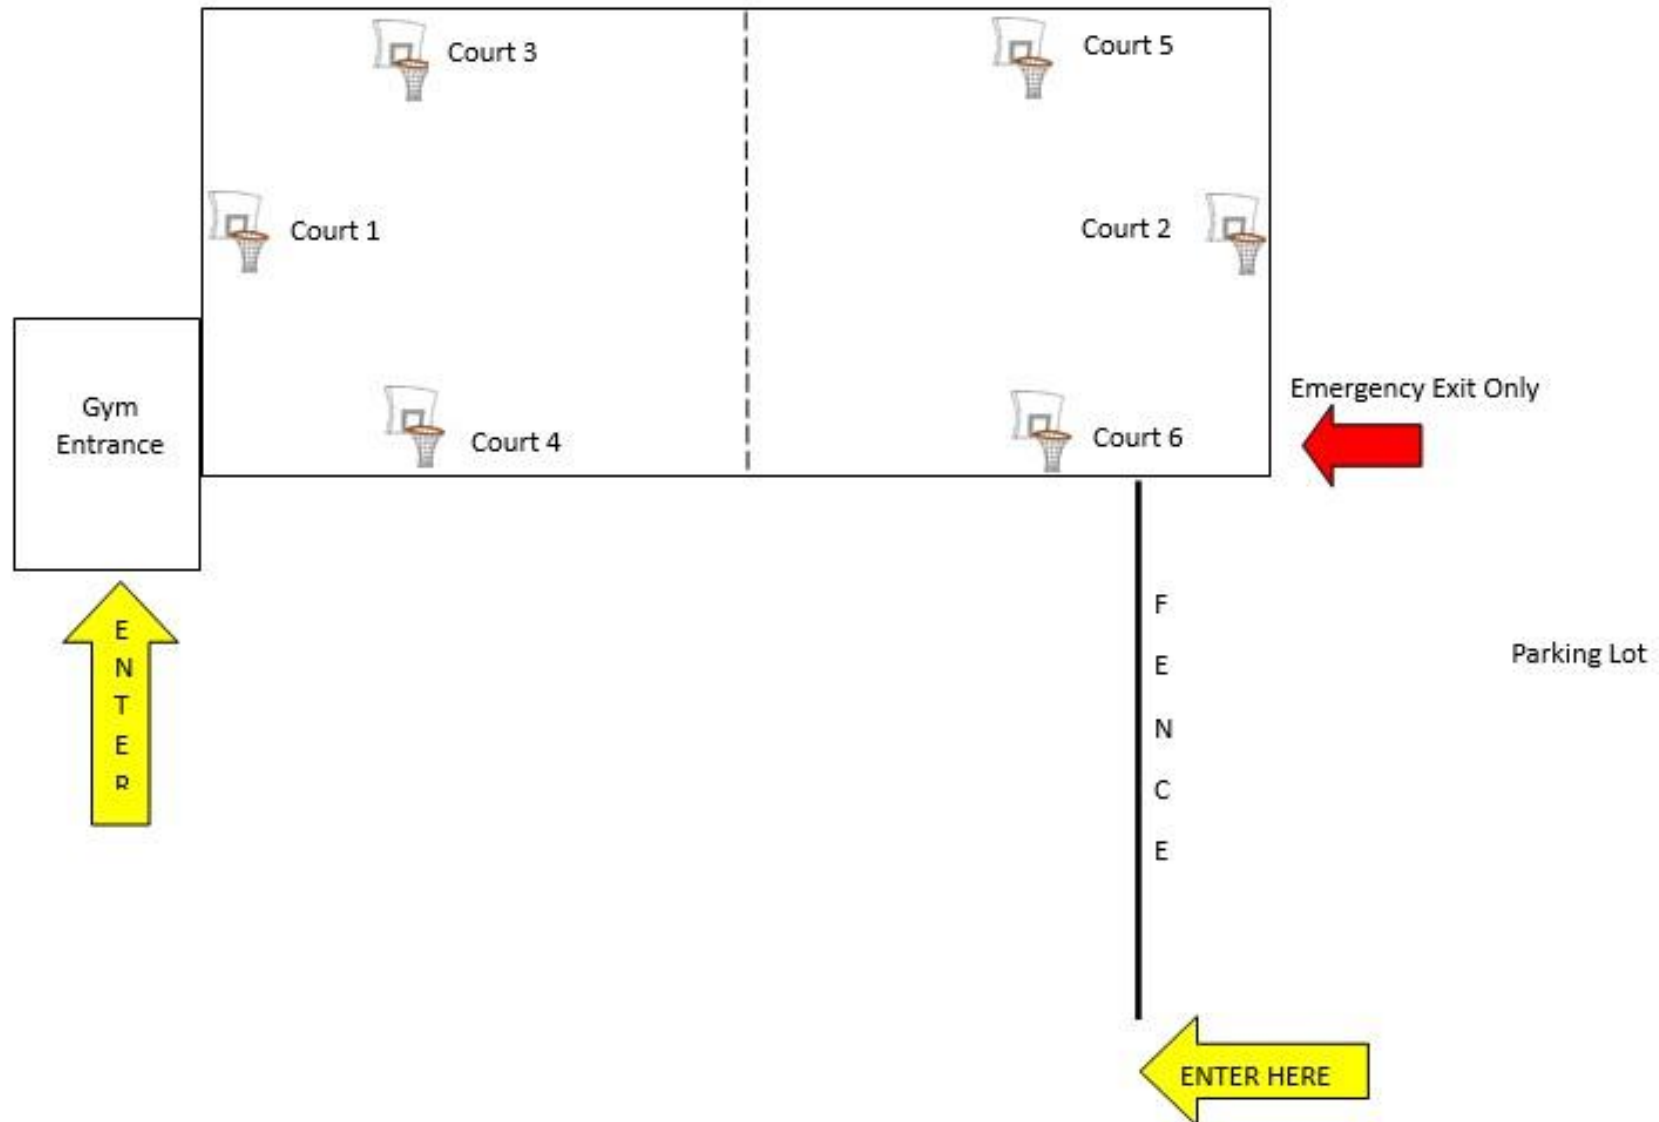 Court 3
Court 5
Court 1
Court 2
Gym
Entrance
Emergency Exit Only
Court 4
Court 6
E
N
T
E
R
F
E
N
C
E
Parking Lot
ENTER HERE